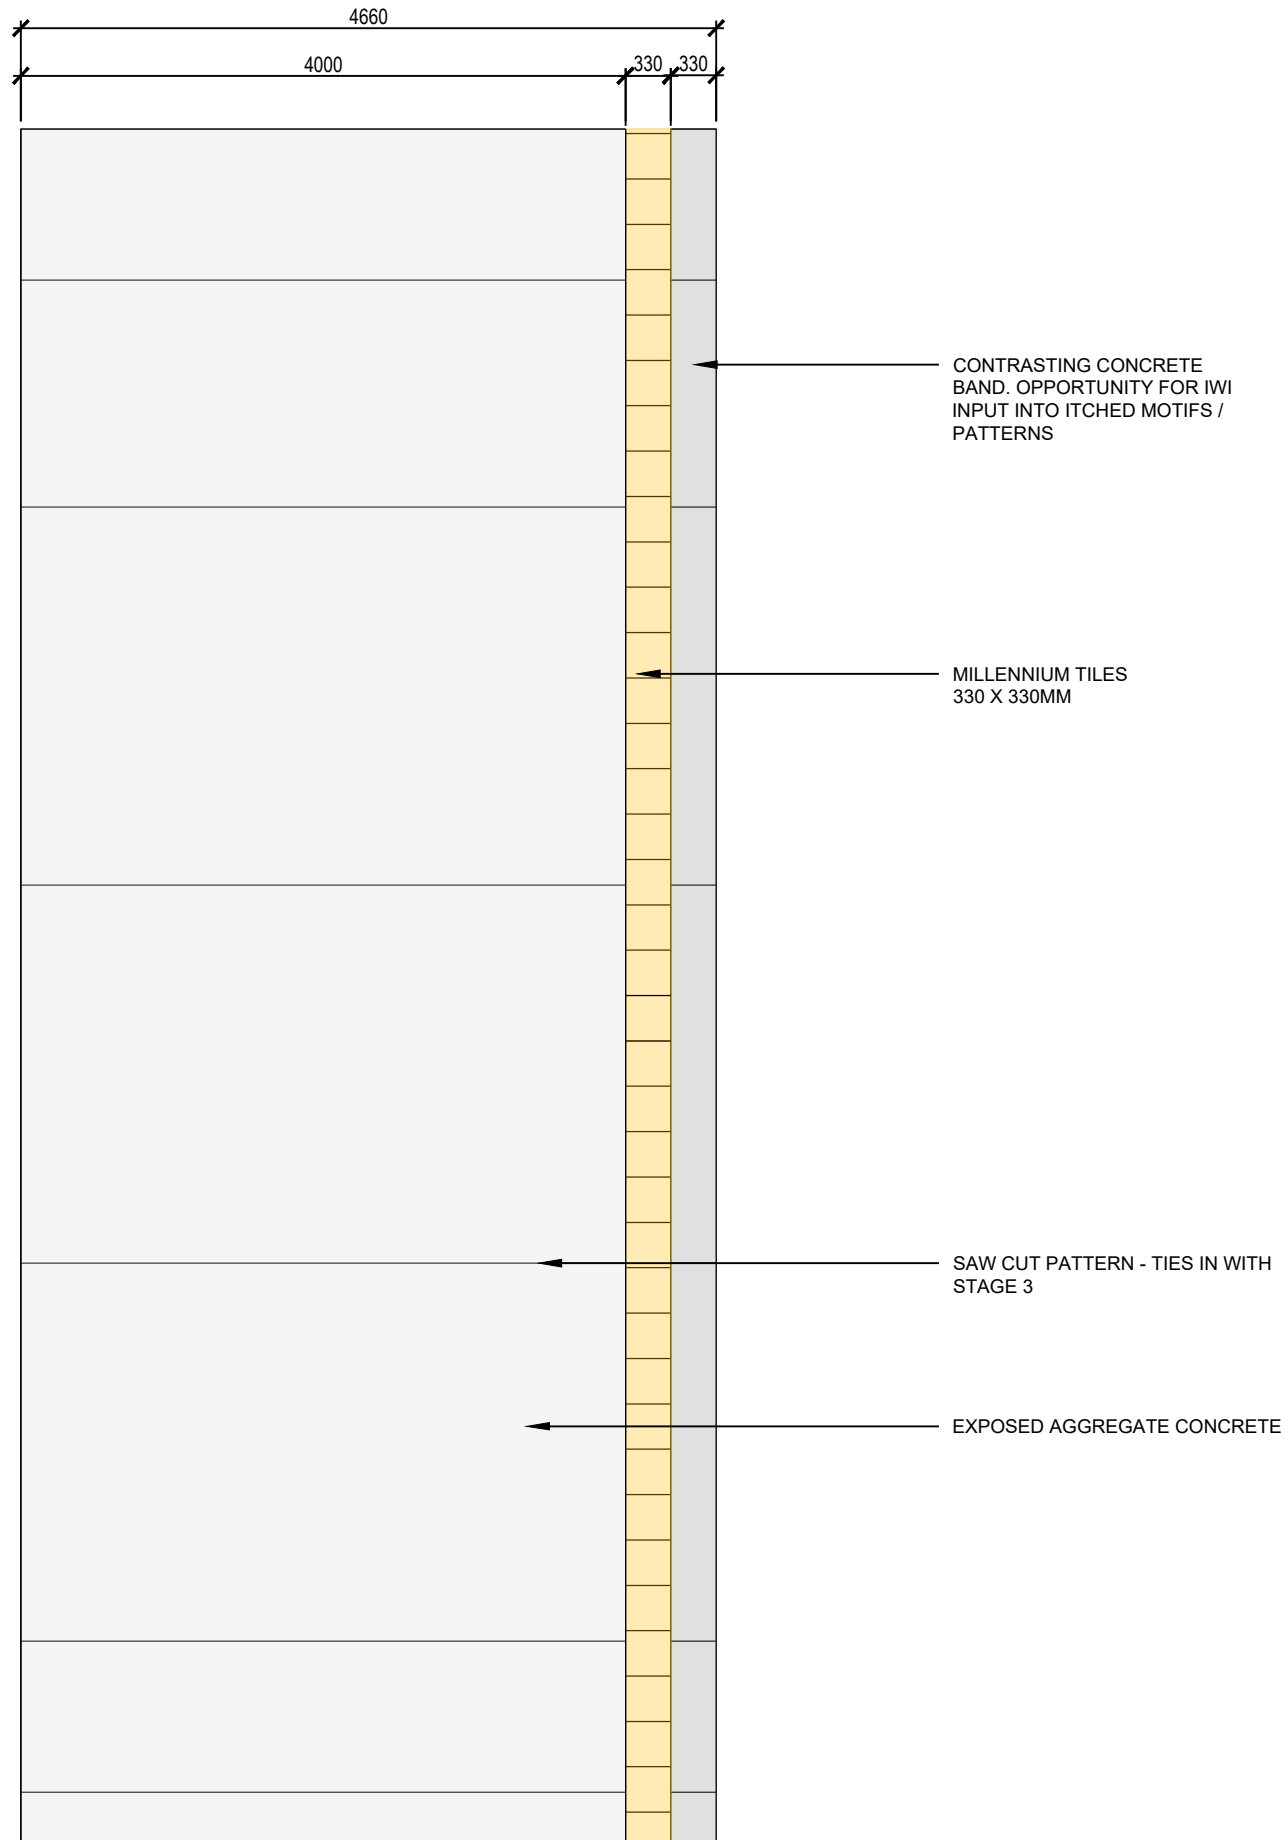 4660
4000
330
330
CONTRASTING CONCRETE
BAND. OPPORTUNITY FOR IWI
INPUT INTO ITCHED MOTIFS /
PATTERNS
MILLENNIUM TILES
330 X 330MM
SAW CUT PATTERN - TIES IN WITH
STAGE 3
EXPOSED AGGREGATE CONCRETE